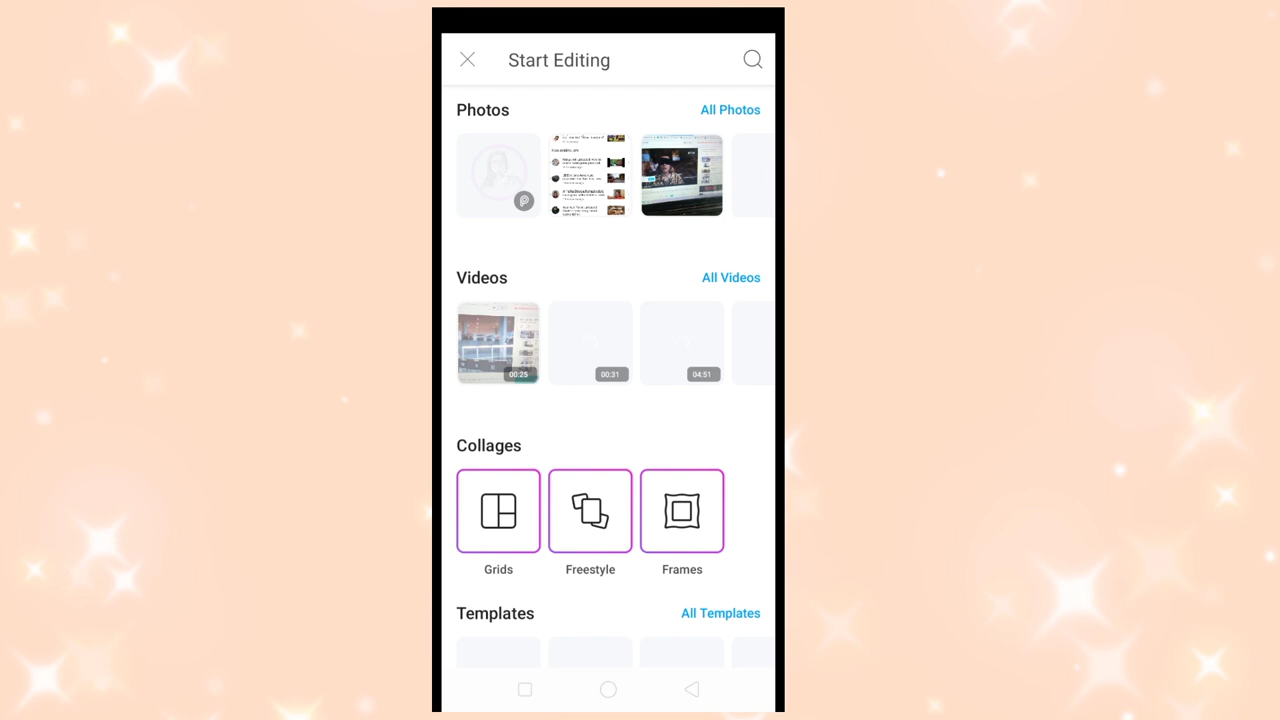 Start Editing
Photos
All Photos
Videos
All Videos
00:25
00:31
04:51
Collages
Grids
Freestyle
Frames
Templates
All Templates